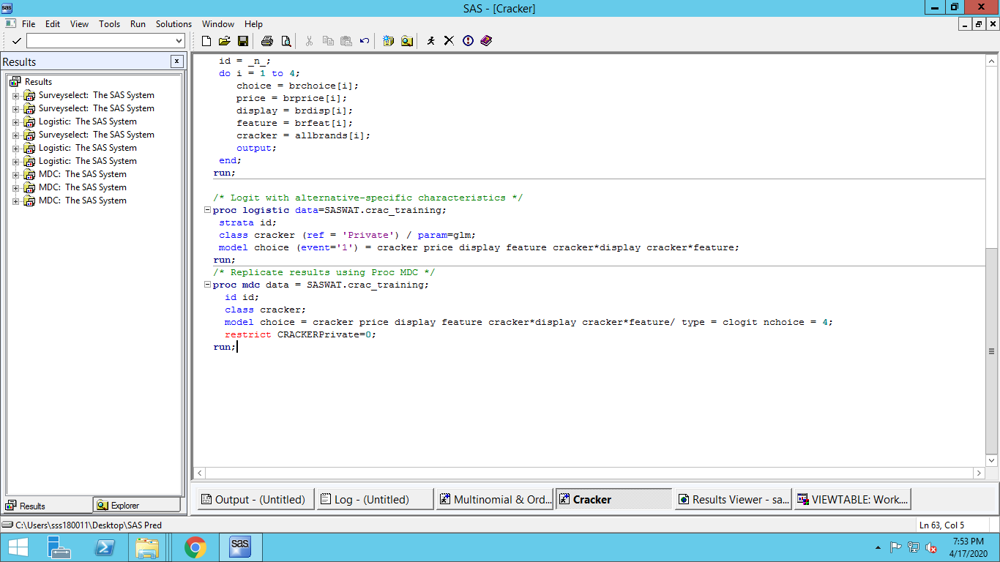 sas
SAS - [Cracker]
File Edit View Tools Run Solutions Window Help
Results
Results
Surveyselect: The SAS System
Surveyselect: The SAS System
Logistic: The SAS System
Surveyselect: The SAS System
Logistic: The SAS System
Logistic: The SAS System
MDC: The SAS System
MDC: The SAS System
MDC: The SAS System
Results
Explorer
id = _n_;
do i = 1 to 4;
choice = brchoice[i];
price = brprice[i];
display = brdisp[i];
feature = brfeat[i];
cracker = allbrands[i];
output;
end;
run;
/* Logit with alternative-specific characteristics */
proc logistic data=SASWAT.crac_training;
strata id;
class cracker (ref = 'Private') / param=glm;
model choice (event='1') = cracker price display feature cracker*display cracker*feature;
run;
/* Replicate results using Proc MDC */
proc mdc data = SASWAT.crac_training;
id id;
class cracker;
model choice = cracker price display feature cracker*display cracker*feature/ type = clogit nchoice = 4;
restrict CRACKERPrivate=0;
run;
Output - (Untitled)
Log - (Untitled)
Multinomial & Ord...
Cracker
Results Viewer - sa...
VIEWTABLE: Work....
C:\Users\sss180011\Desktop\SAS Pred
Ln 63, Col 5
sas
7:53 PM
4/17/2020